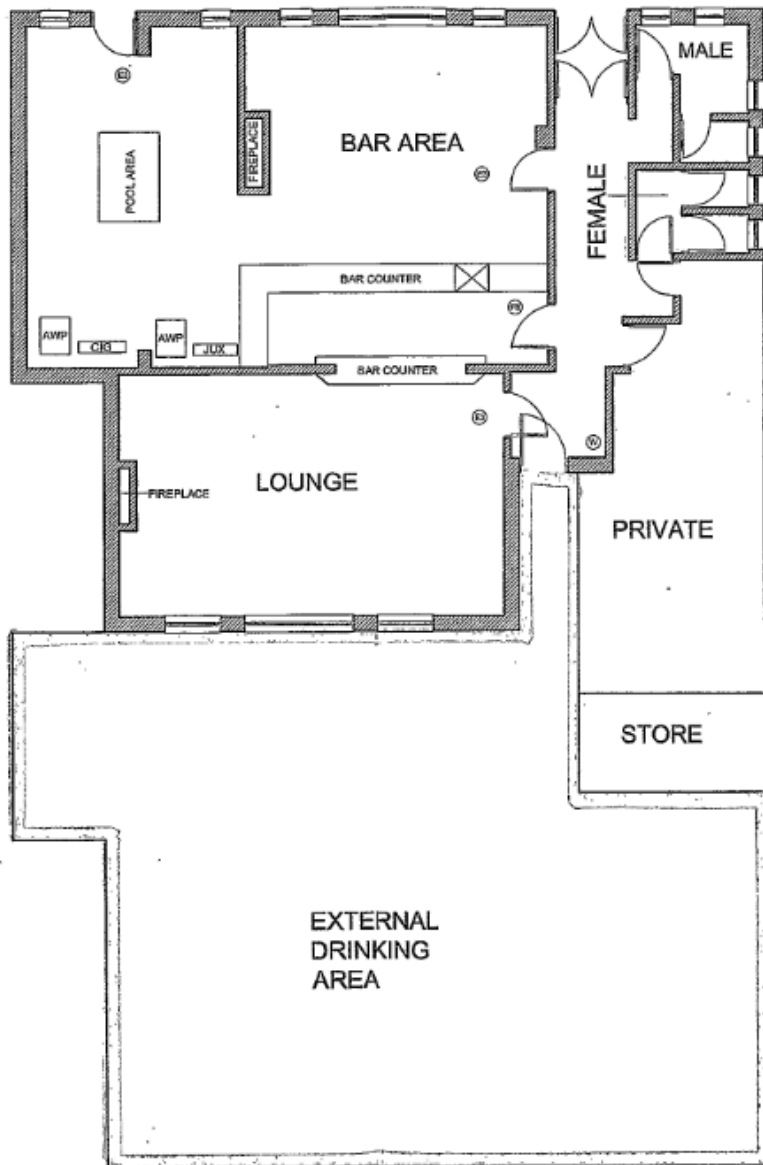 MALE
BAR AREA
FIREPLACE
POOL AREA
FEMALE
BAR COUNTER
AWP
CIG
AWP
JUX
BAR COUNTER
LOUNGE
FIREPLACE
W
PRIVATE
STORE
EXTERNAL
DRINKING
AREA